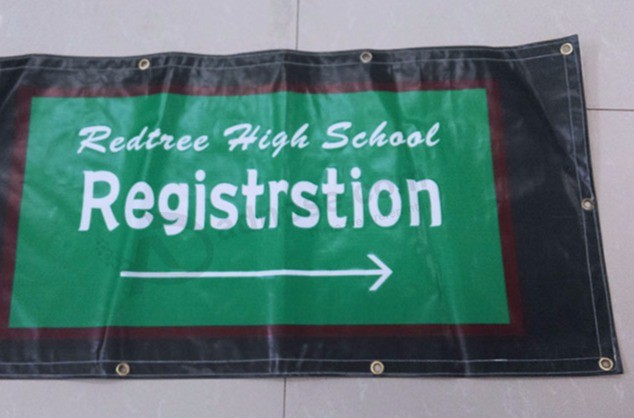 Redtree High School
Registrstion